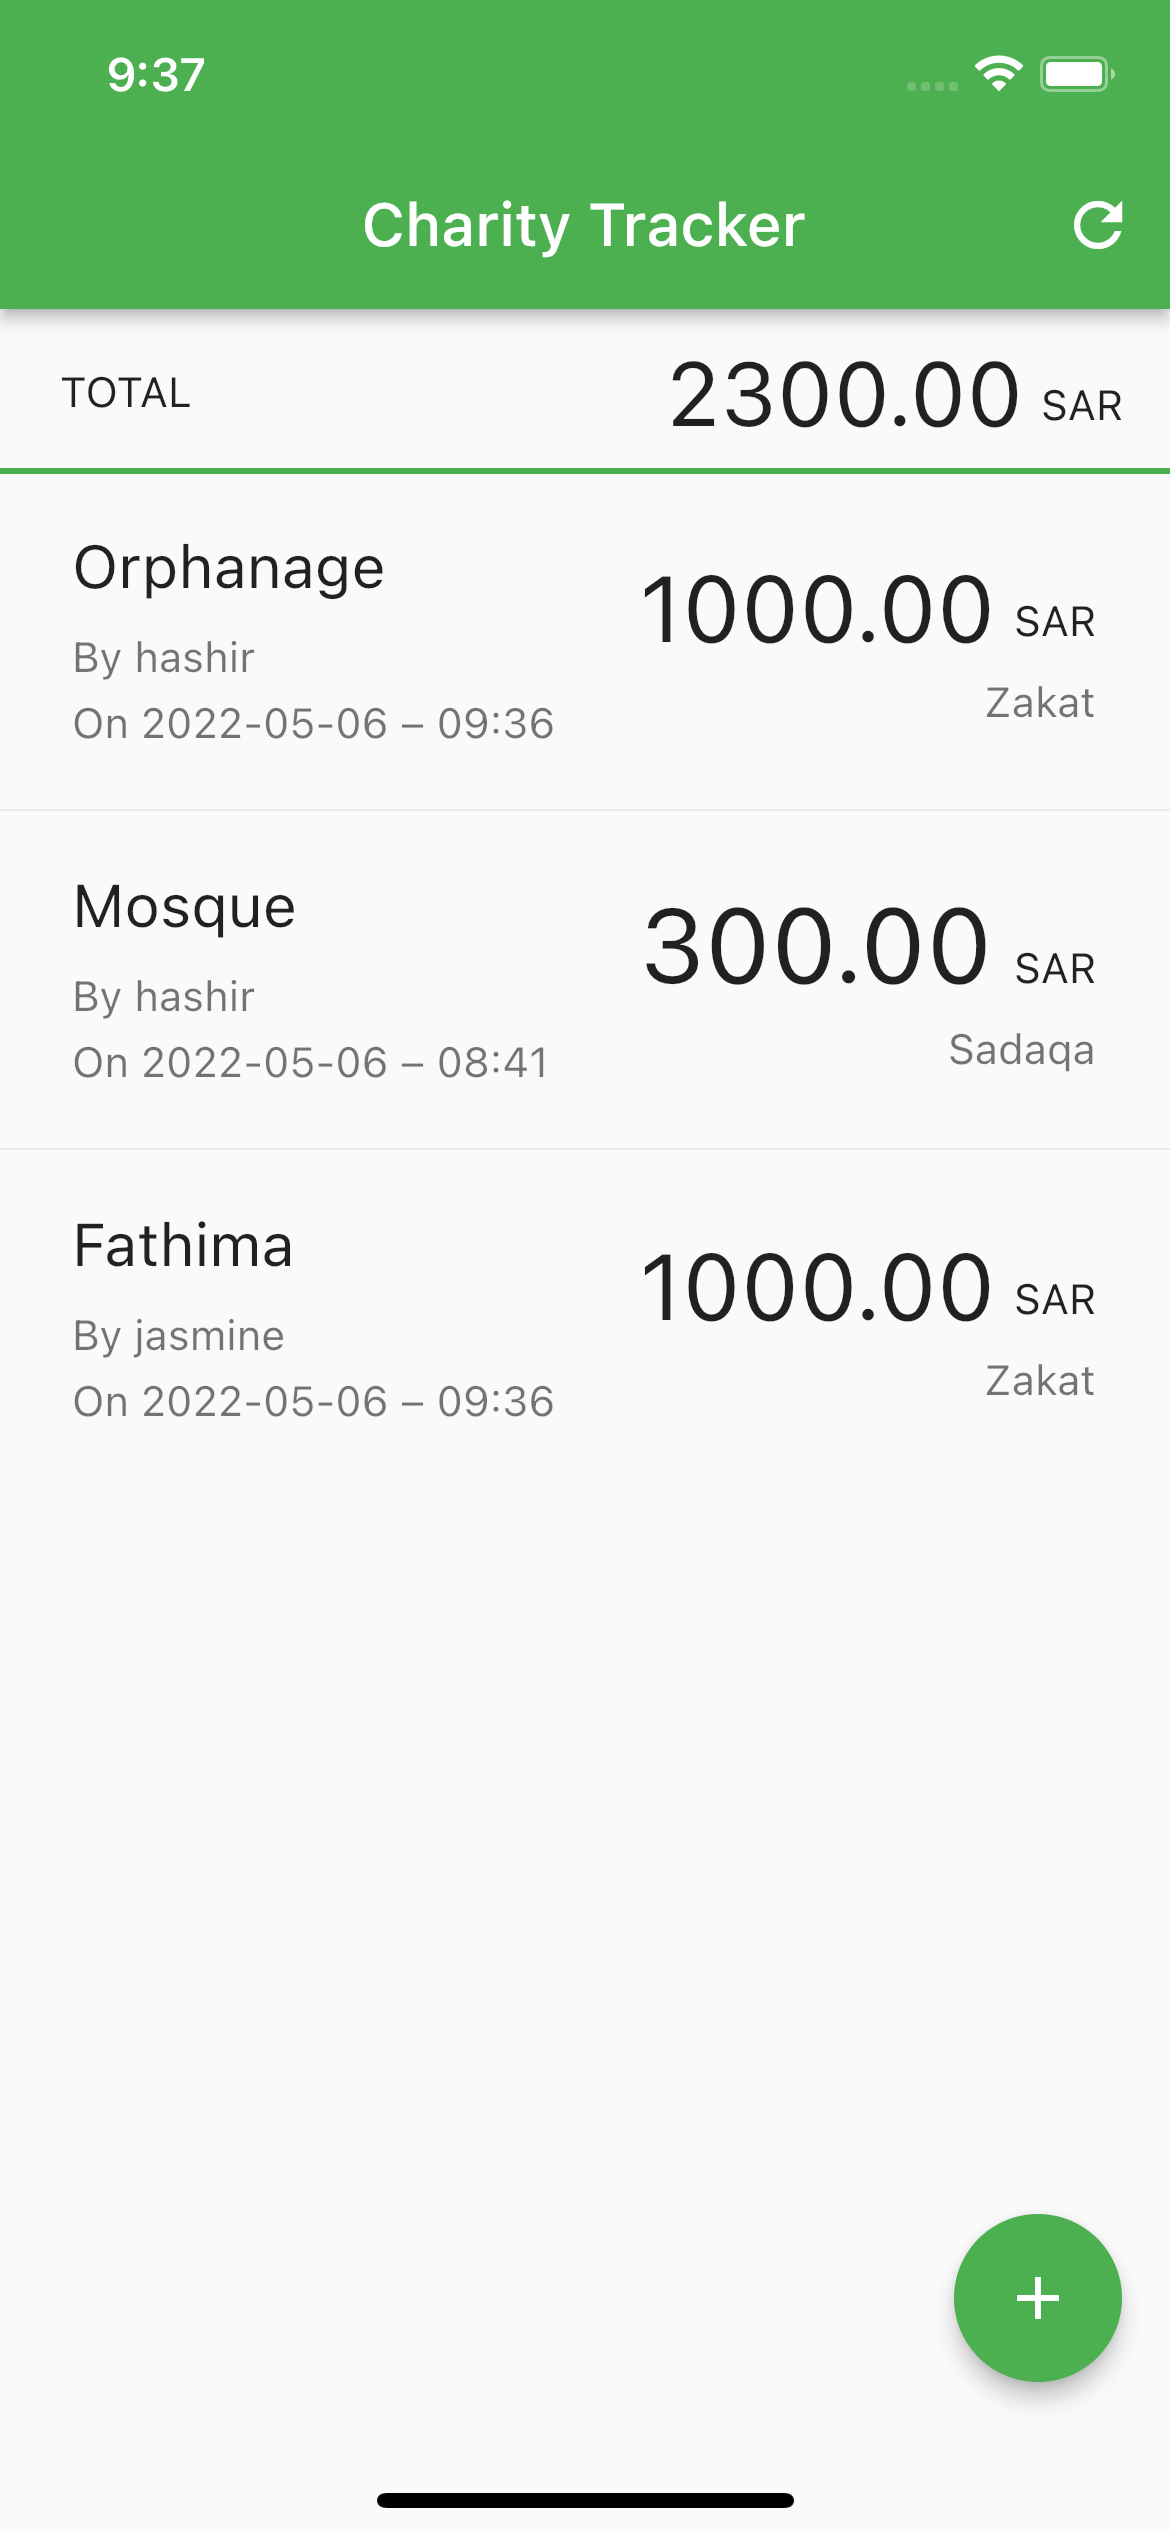 9:37
Charity Tracker
TOTAL 2300.00 SAR
Orphanage
1000.00 SAR
By hashir
Zakat
On 2022-05-06 – 09:36
Mosque
300.00 SAR
By hashir
Sadaqa
On 2022-05-06 – 08:41
Fathima
1000.00 SAR
By jasmine
Zakat
On 2022-05-06 – 09:36